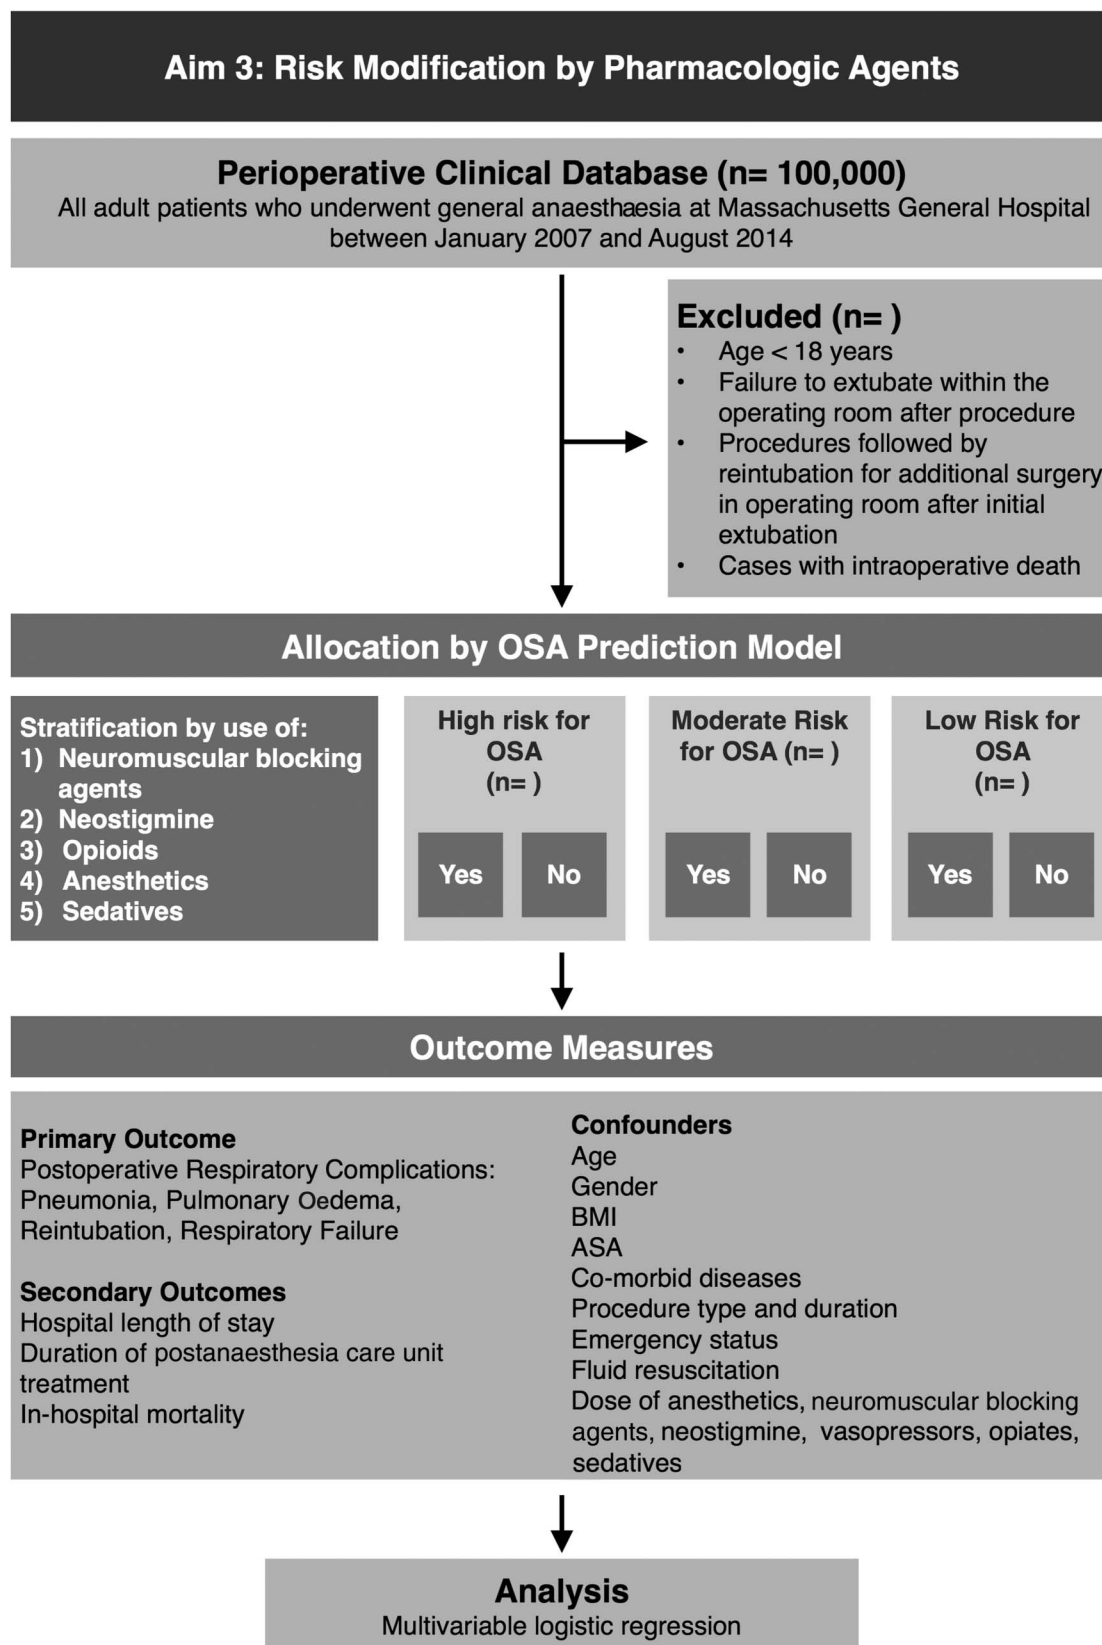 Aim 3: Risk Modification by Pharmacologic Agents
Perioperative Clinical Database (n= 100,000)
All adult patients who underwent general anaesthaesia at Massachusetts General Hospital
between January 2007 and August 2014
Excluded (n= )
• Age < 18 years
• Failure to extubate within the
operating room after procedure
• Procedures followed by
reintubation for additional surgery
in operating room after initial
extubation
• Cases with intraoperative death
Allocation by OSA Prediction Model
Stratification by use of:
1) Neuromuscular blocking
agents
2) Neostigmine
3) Opioids
4) Anesthetics
5) Sedatives
High risk for
OSA
(n= )
Yes No
Moderate Risk
for OSA (n= )
Yes No
Low Risk for
OSA
(n= )
Yes No
Outcome Measures
Primary Outcome
Postoperative Respiratory Complications:
Pneumonia, Pulmonary Oedema,
Reintubation, Respiratory Failure
Secondary Outcomes
Hospital length of stay
Duration of postanaesthesia care unit
treatment
In-hospital mortality
Confounders
Age
Gender
BMI
ASA
Co-morbid diseases
Procedure type and duration
Emergency status
Fluid resuscitation
Dose of anesthetics, neuromuscular blocking
agents, neostigmine, vasopressors, opiates,
sedatives
Analysis
Multivariable logistic regression